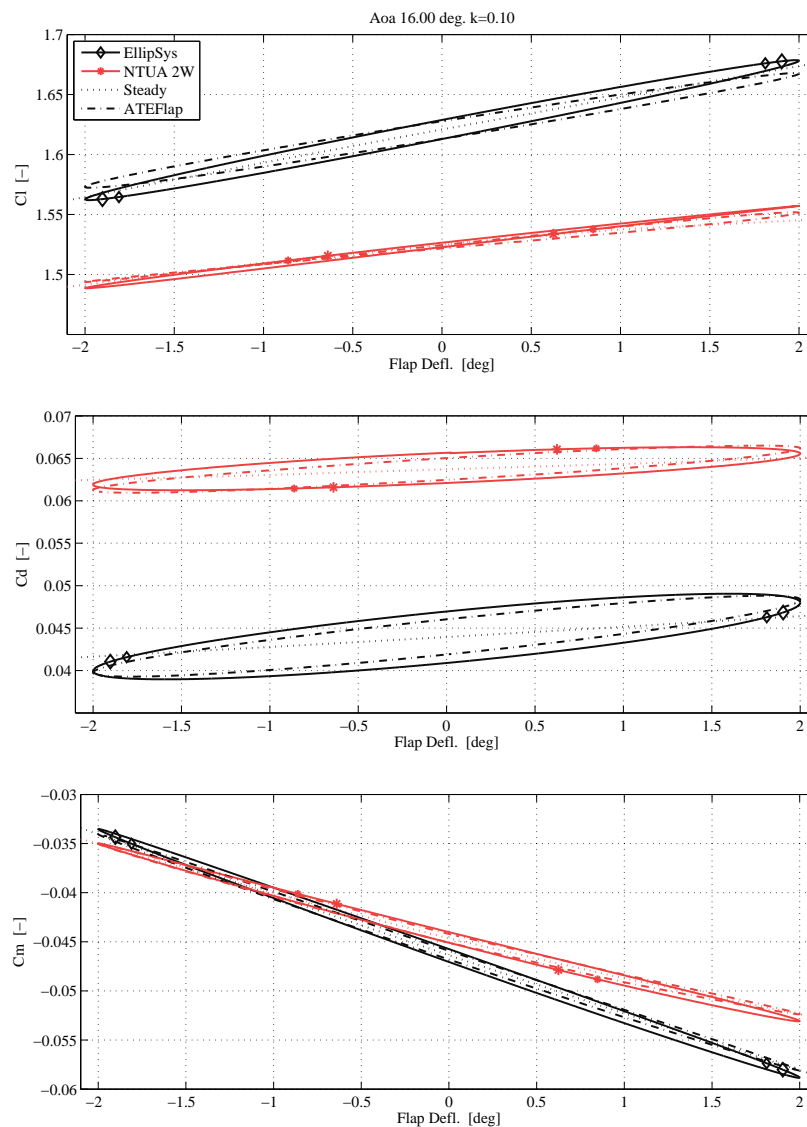 Aoa 16.00 deg. k=0.10
1.7
1.65
1.6
1.55
1.5
Cl [−]
EllipSys
NTUA 2W
Steady
ATEFlap
−2 −1.5 −1 −0.5 0 0.5 1 1.5 2
Flap Defl. [deg]
0.07
0.065
0.06
0.055
0.05
0.045
0.04
Cd [−]
−2 −1.5 −1 −0.5 0 0.5 1 1.5 2
Flap Defl. [deg]
−0.03
−0.035
−0.04
−0.045
−0.05
−0.055
−0.06
Cm [−]
−2 −1.5 −1 −0.5 0 0.5 1 1.5 2
Flap Defl. [deg]